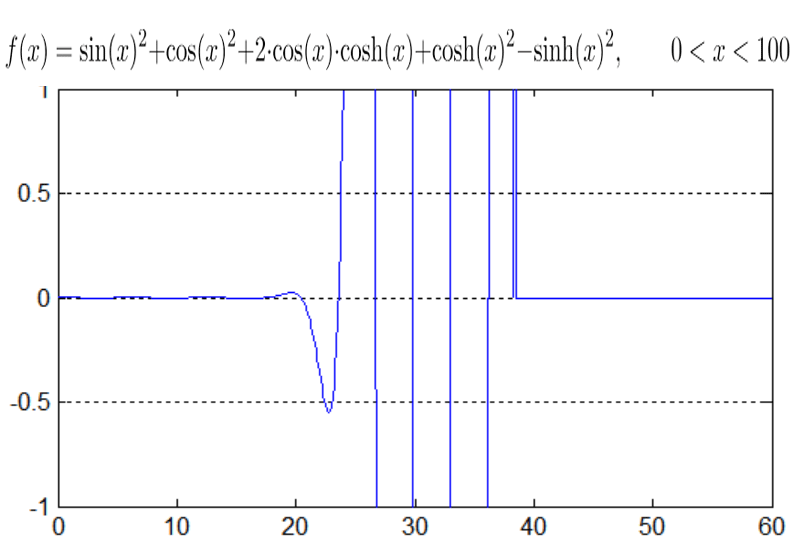 f(x) = sin(x)²+cos(x)²+2·cos(x)·cosh(x)+cosh(x)²−sinh(x)², 0 < x < 100
1
0.5
0
-0.5
-1
0 10 20 30 40 50 60